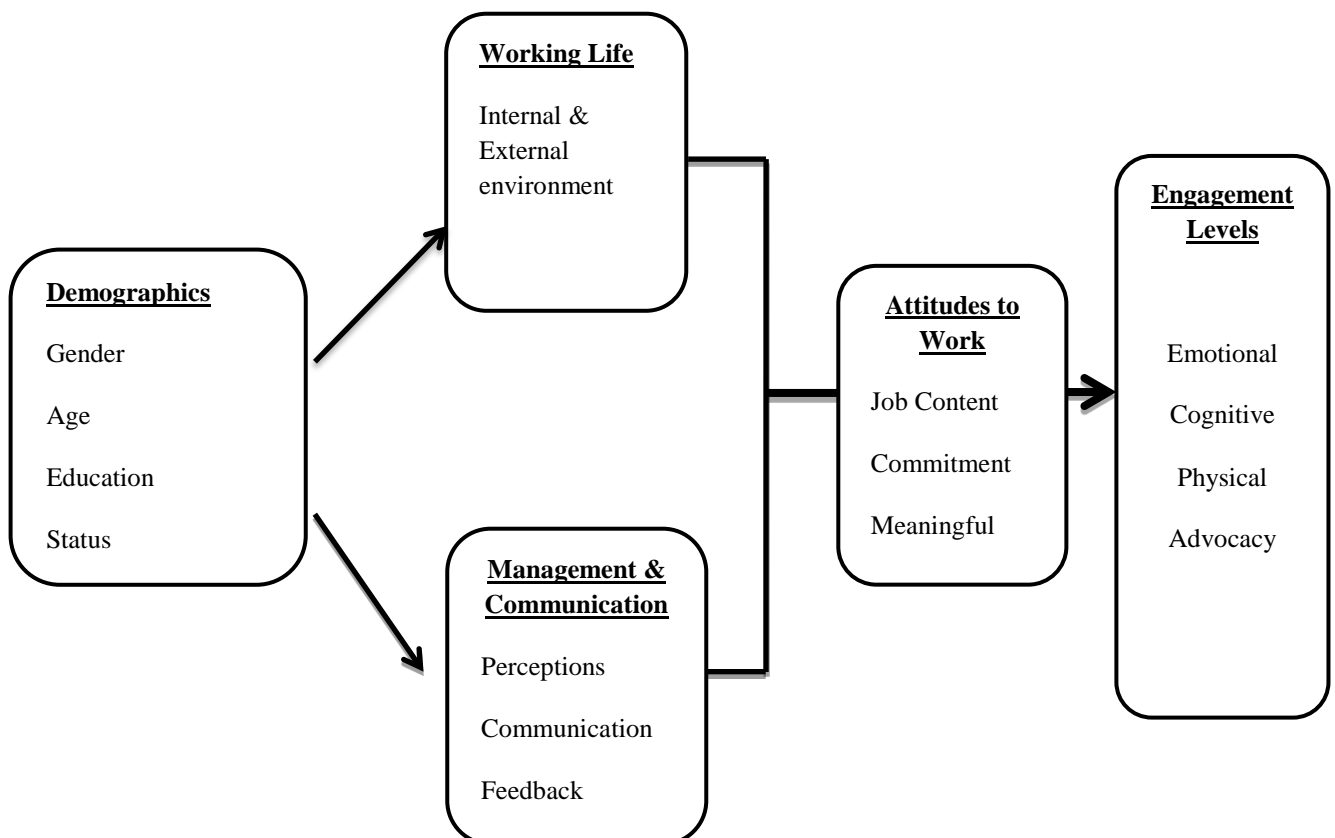 Working Life
Internal &
External
environment
Demographics
Gender
Age
Education
Status
Management &
Communication
Perceptions
Communication
Feedback
Attitudes to
Work
Job Content
Commitment
Meaningful
Engagement
Levels
Emotional
Cognitive
Physical
Advocacy